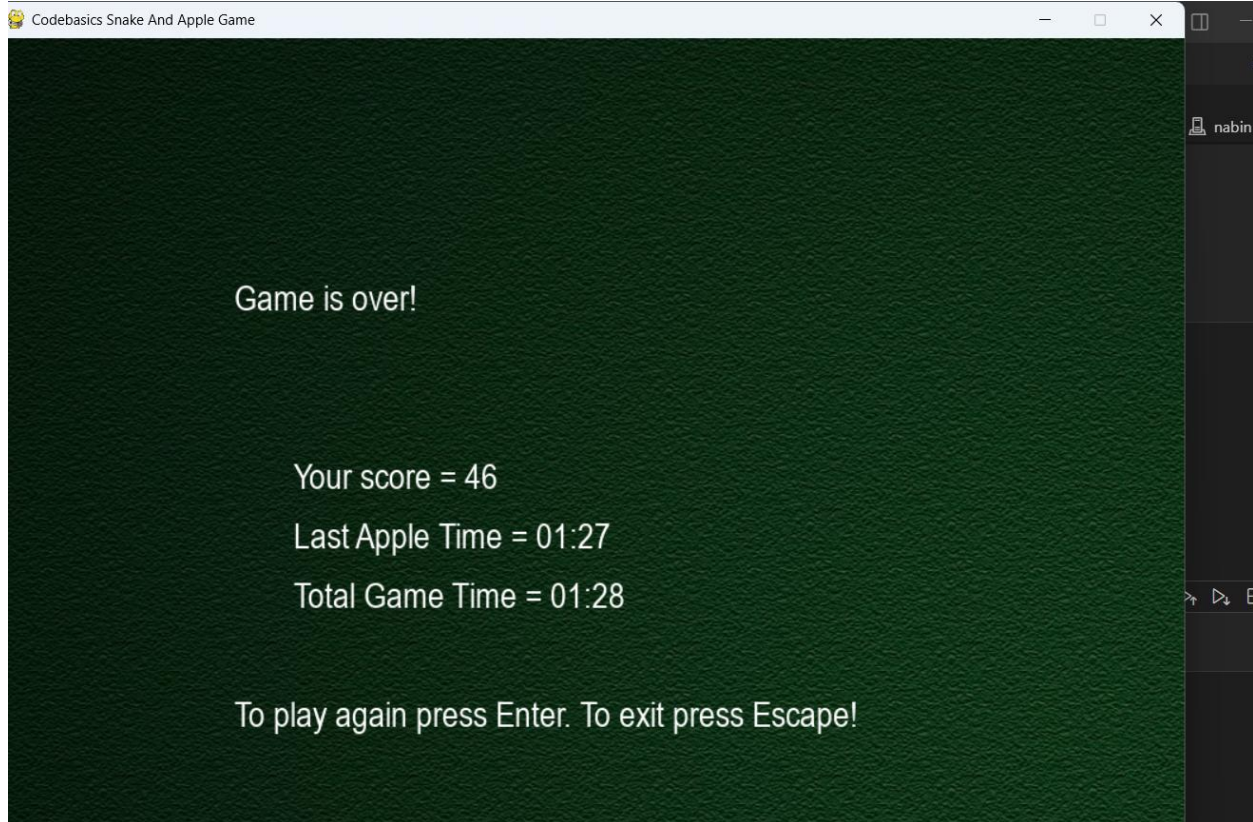 Codebasics Snake And Apple Game
nabin
Game is over!
Your score = 46
Last Apple Time = 01:27
Total Game Time = 01:28
To play again press Enter. To exit press Escape!